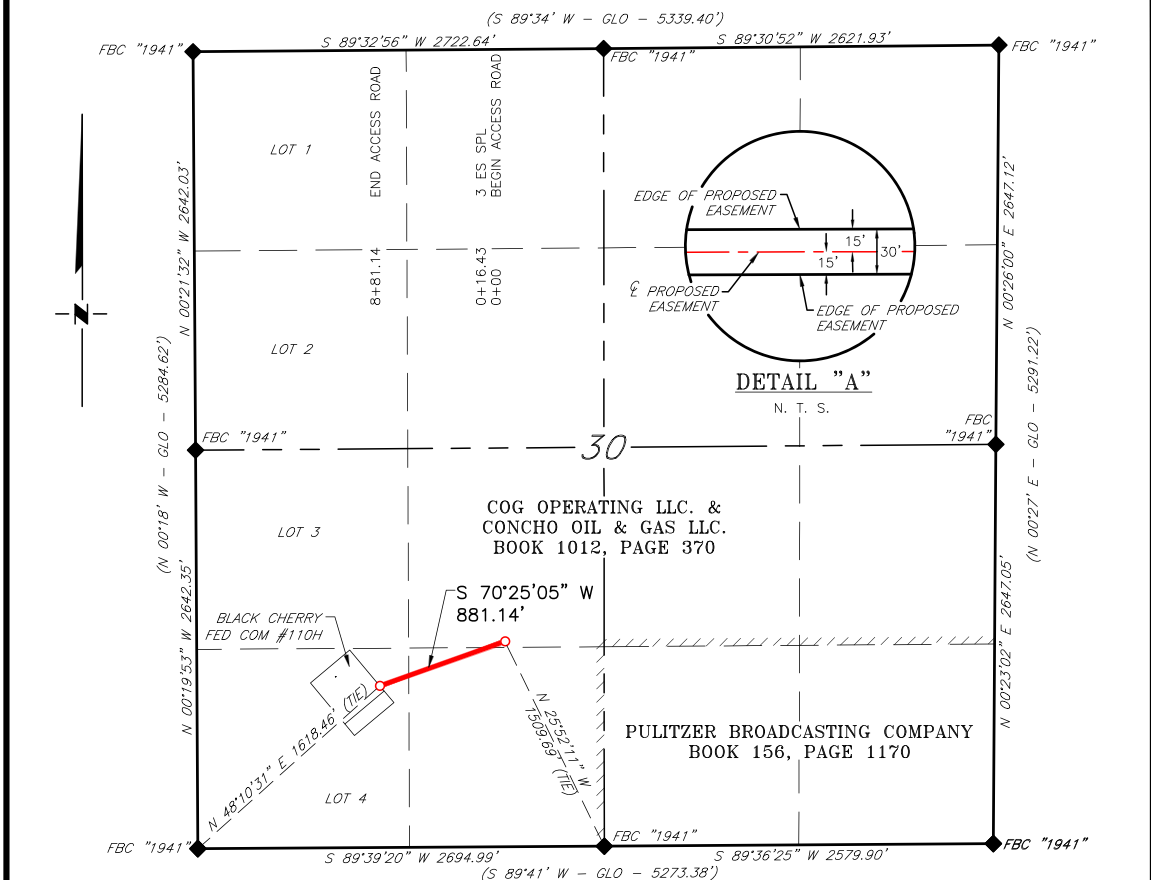 (S 89°34' W - GLO - 5339.40')
S 89°32'56" W 2722.64'
S 89°30'52" W 2621.93'
FBC "1941"
FBC "1941"
FBC "1941"
N 00°21'32" W 2642.03'
LOT 1
END ACCESS ROAD
3 ES SPL
BEGIN ACCESS ROAD
8+81.14
0+16.43
0+00
N 00°26'00" E 2647.12'
EDGE OF PROPOSED
EASEMENT
15'
30'
15'
℄ PROPOSED
EASEMENT
EDGE OF PROPOSED
EASEMENT
DETAIL "A"
N. T. S.
N
LOT 2
(N 00°18' W - GLO - 5284.62')
(N 00°27' E - GLO - 5291.22')
FBC "1941"
FBC
"1941"
30
COG OPERATING LLC. &
CONCHO OIL & GAS LLC.
BOOK 1012, PAGE 370
LOT 3
N 00°19'53" W 2642.35'
N 00°23'02" E 2647.05'
S 70°25'05" W
881.14'
BLACK CHERRY
FED COM #110H
N 48°10'31" E 1618.46' (TIE)
N 25°52'11" W
1509.69' (TIE)
PULITZER BROADCASTING COMPANY
BOOK 156, PAGE 1170
LOT 4
FBC "1941"
FBC "1941"
FBC "1941"
S 89°39'20" W 2694.99'
S 89°36'25" W 2579.90'
(S 89°41' W - GLO - 5273.38')